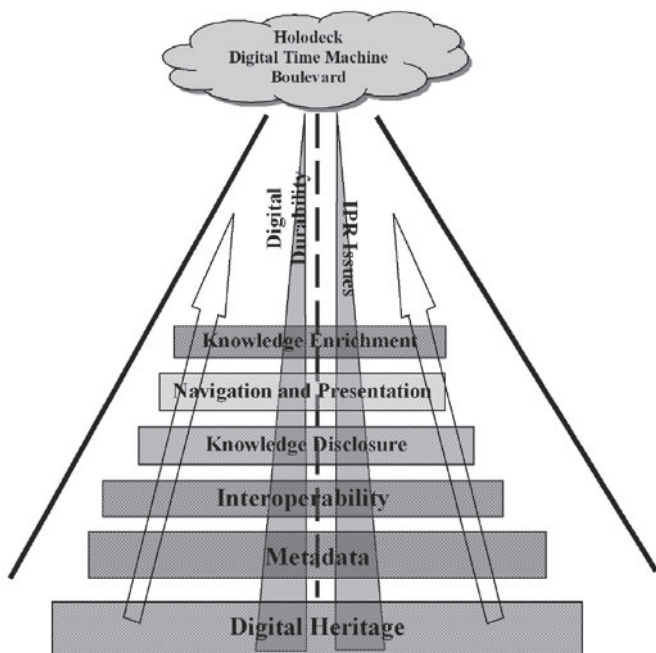 Holodeck
Digital Time Machine
Boulevard
Digital
Durability
IPR Issues
Knowledge Enrichment
Navigation and Presentation
Knowledge Disclosure
Interoperability
Metadata
Digital Heritage